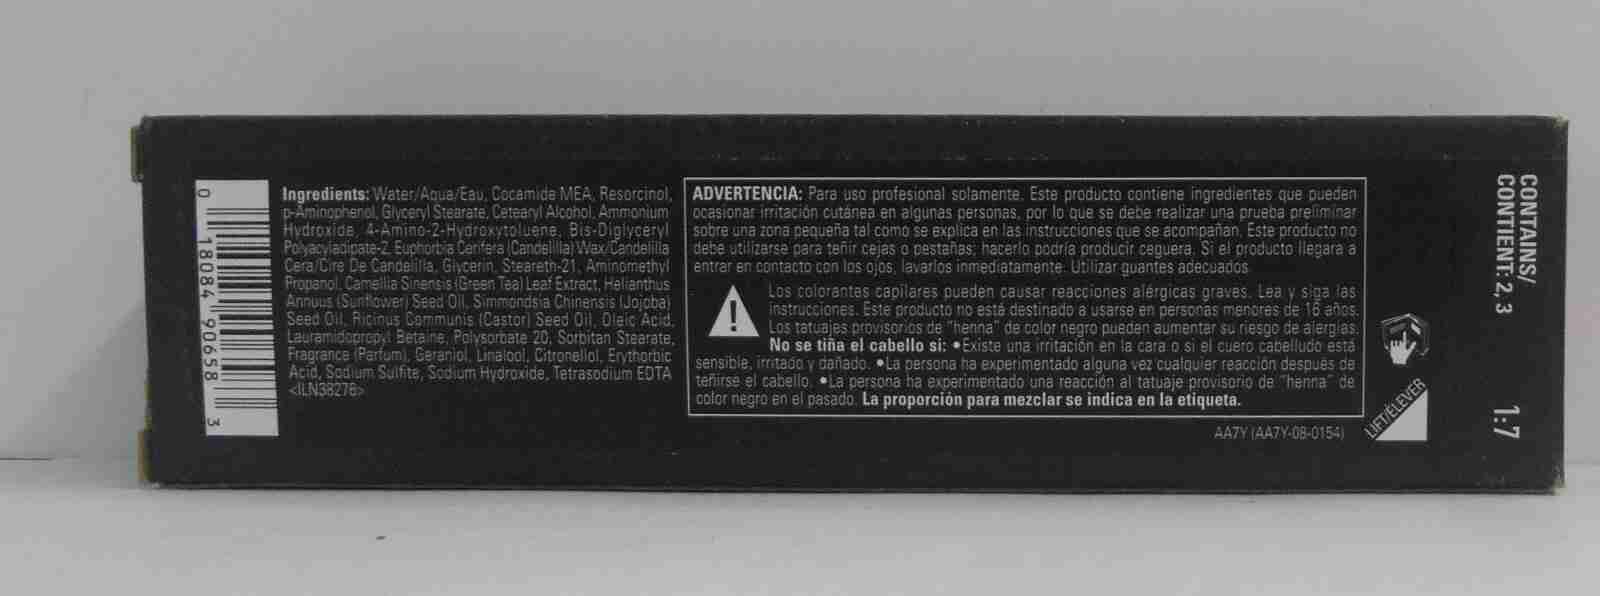 0 18084 90658 3
Ingredients: Water/Aqua/Eau, Cocamide MEA, Resorcinol,
p-Aminophenol, Glyceryl Stearate, Cetearyl Alcohol, Ammonium
Hydroxide, 4-Amino-2-Hydroxytoluene, Bis-Diglyceryl
Polyacyladipate-2, Euphorbia Cerifera (Candelilla) Wax/Candelilla
Cera/Cire De Candelilla, Glycerin, Steareth-21, Aminomethyl
Propanol, Camellia Sinensis (Green Tea) Leaf Extract, Helianthus
Annuus (Sunflower) Seed Oil, Simmondsia Chinensis (Jojoba)
Seed Oil, Ricinus Communis (Castor) Seed Oil, Oleic Acid,
Lauramidopropyl Betaine, Polysorbate 20, Sorbitan Stearate,
Fragrance (Parfum), Geraniol, Linalool, Citronellol, Erythorbic
Acid, Sodium Sulfite, Sodium Hydroxide, Tetrasodium EDTA
<ILN38278>
ADVERTENCIA: Para uso profesional solamente. Este producto contiene ingredientes que pueden
ocasionar irritación cutánea en algunas personas, por lo que se debe realizar una prueba preliminar
sobre una zona pequeña tal como se explica en las instrucciones que se acompañan. Este producto no
debe utilizarse para teñir cejas o pestañas; hacerlo podría producir ceguera. Si el producto llegara a
entrar en contacto con los ojos, lavarlos inmediatamente. Utilizar guantes adecuados.
Los colorantes capilares pueden causar reacciones alérgicas graves. Lea y siga las
instrucciones. Este producto no está destinado a usarse en personas menores de 16 años.
Los tatuajes provisorios de "henna" de color negro pueden aumentar su riesgo de alergias.
No se tiña el cabello si: •Existe una irritación en la cara o si el cuero cabelludo está
sensible, irritado y dañado. •La persona ha experimentado alguna vez cualquier reacción después de
teñirse el cabello. •La persona ha experimentado una reacción al tatuaje provisorio de "henna" de
color negro en el pasado. La proporción para mezclar se indica en la etiqueta.
AA7Y (AA7Y-08-0154)
LIFT/ÉLEVER
CONTAINS/
CONTIENT: 2, 3
1:7